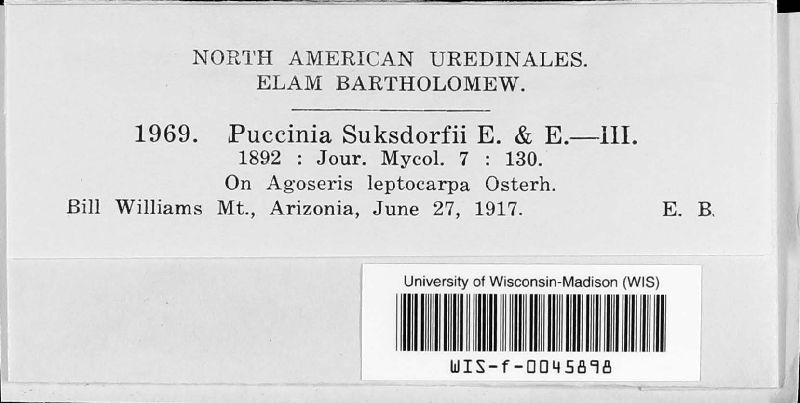 NORTH AMERICAN UREDINALES.
ELAM BARTHOLOMEW.
1969. Puccinia Suksdorfii E. & E.—III.
1892 : Jour. Mycol. 7 : 130.
On Agoseris leptocarpa Osterh.
Bill Williams Mt., Arizonia, June 27, 1917. E. B.
University of Wisconsin-Madison (WIS)
WIS-f-0045898